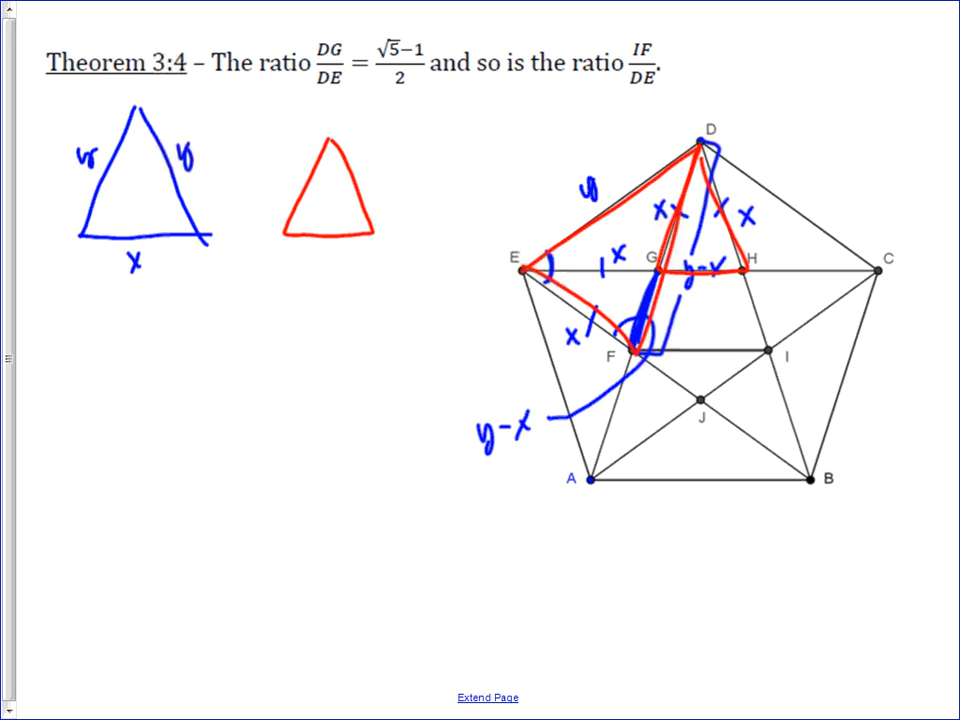 Theorem 3:4 – The ratio DG/DE = (√5−1)/2 and so is the ratio IF/DE.
y
x
D
y
x
x
x
E
x
G
y-x
H
C
x
F
I
y-x
J
A
B
Extend Page